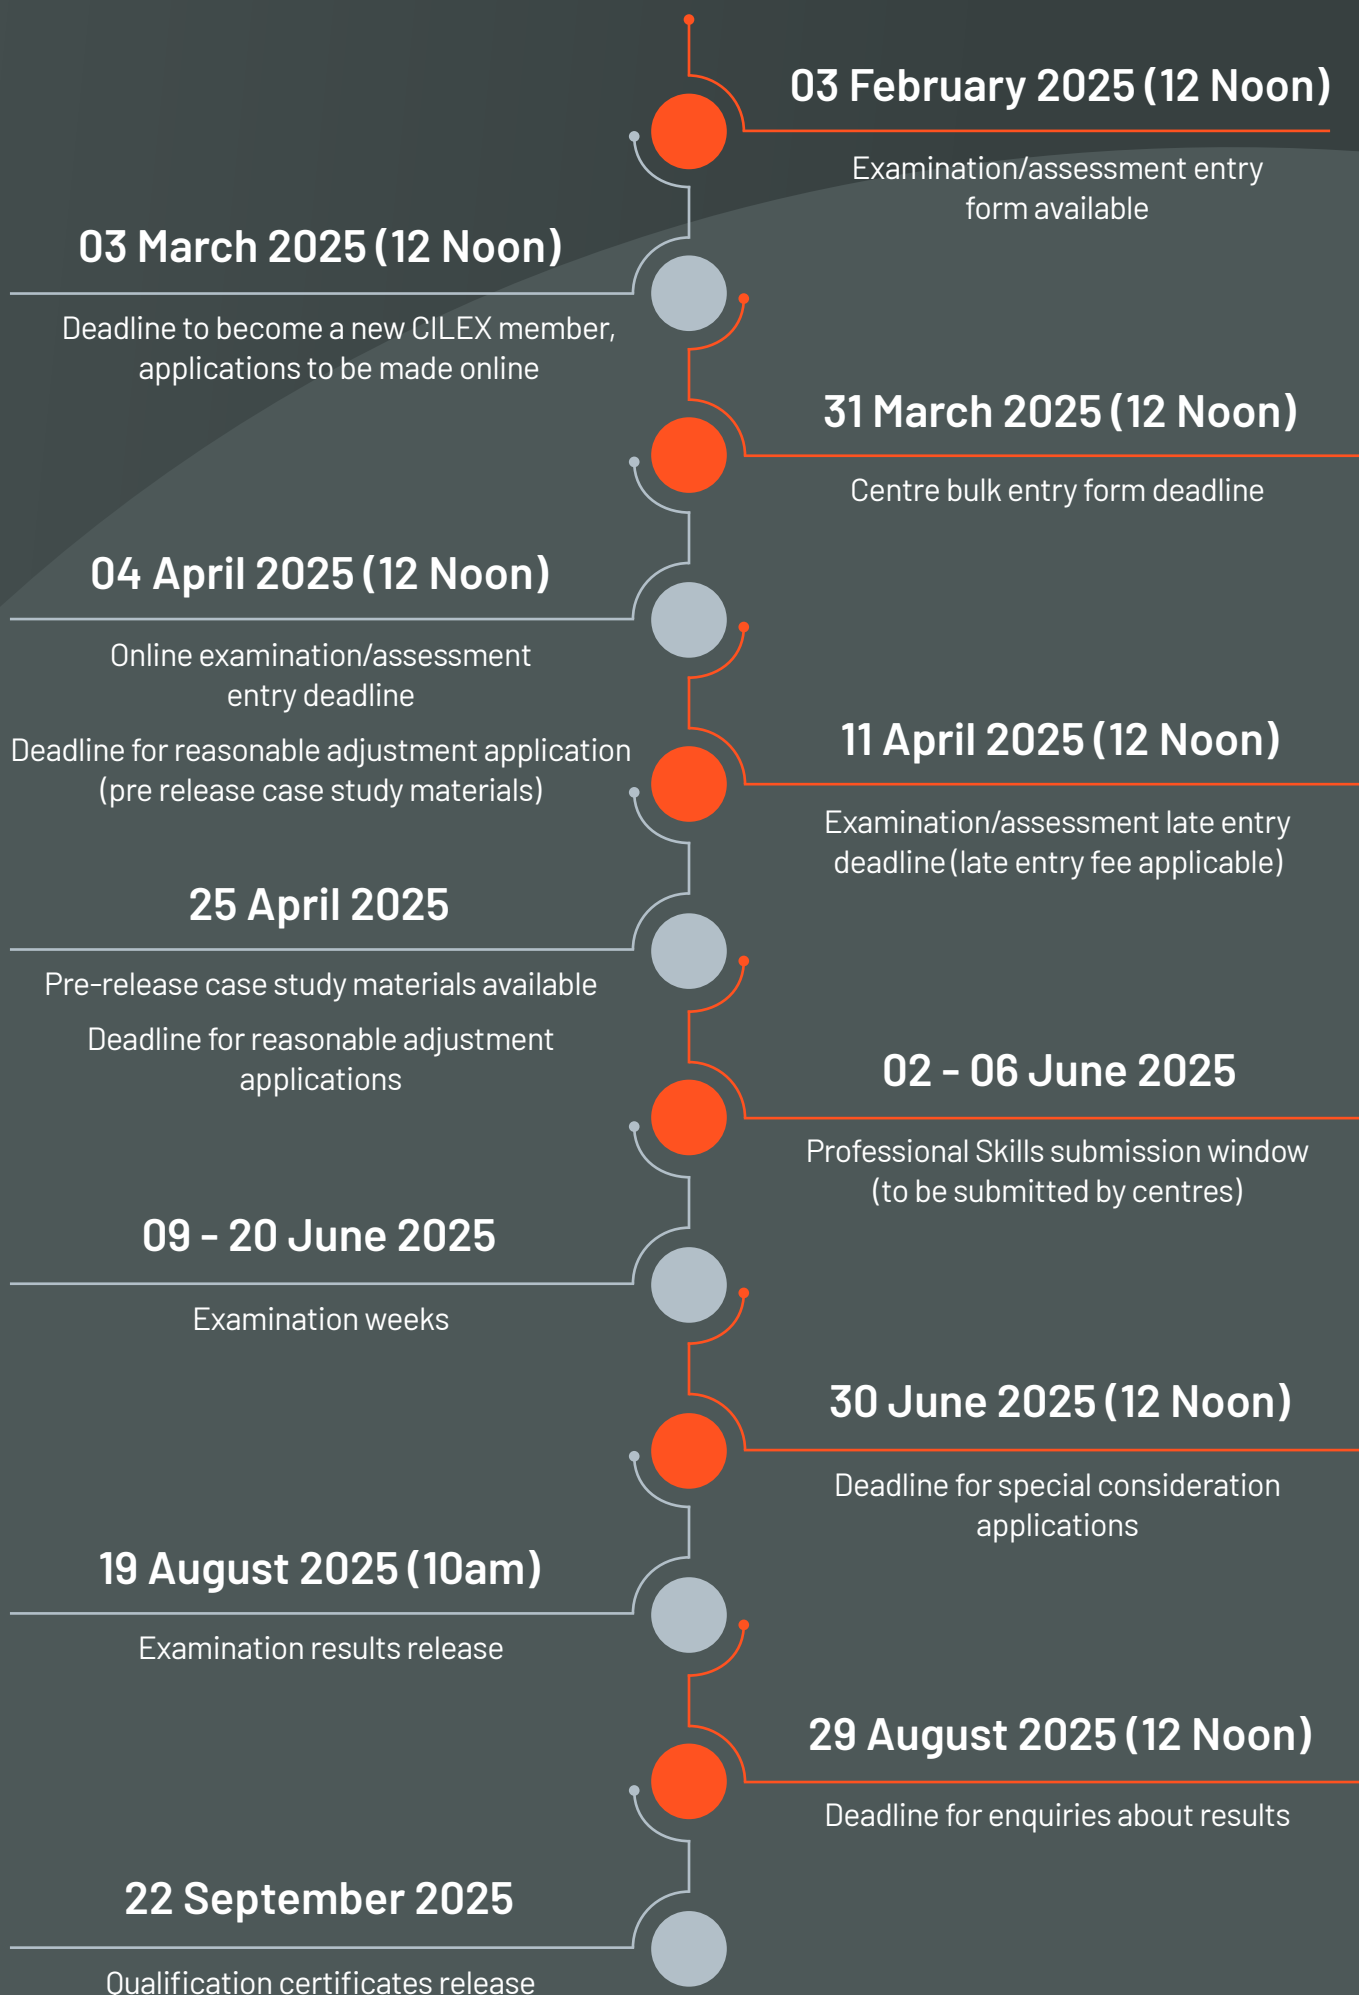 03 February 2025 (12 Noon)
Examination/assessment entry
form available
03 March 2025 (12 Noon)
Deadline to become a new CILEX member,
applications to be made online
31 March 2025 (12 Noon)
Centre bulk entry form deadline
04 April 2025 (12 Noon)
Online examination/assessment
entry deadline
Deadline for reasonable adjustment application
(pre release case study materials)
11 April 2025 (12 Noon)
Examination/assessment late entry
deadline (late entry fee applicable)
25 April 2025
Pre-release case study materials available
Deadline for reasonable adjustment
applications
02 - 06 June 2025
Professional Skills submission window
(to be submitted by centres)
09 - 20 June 2025
Examination weeks
30 June 2025 (12 Noon)
Deadline for special consideration
applications
19 August 2025 (10am)
Examination results release
29 August 2025 (12 Noon)
Deadline for enquiries about results
22 September 2025
Qualification certificates release